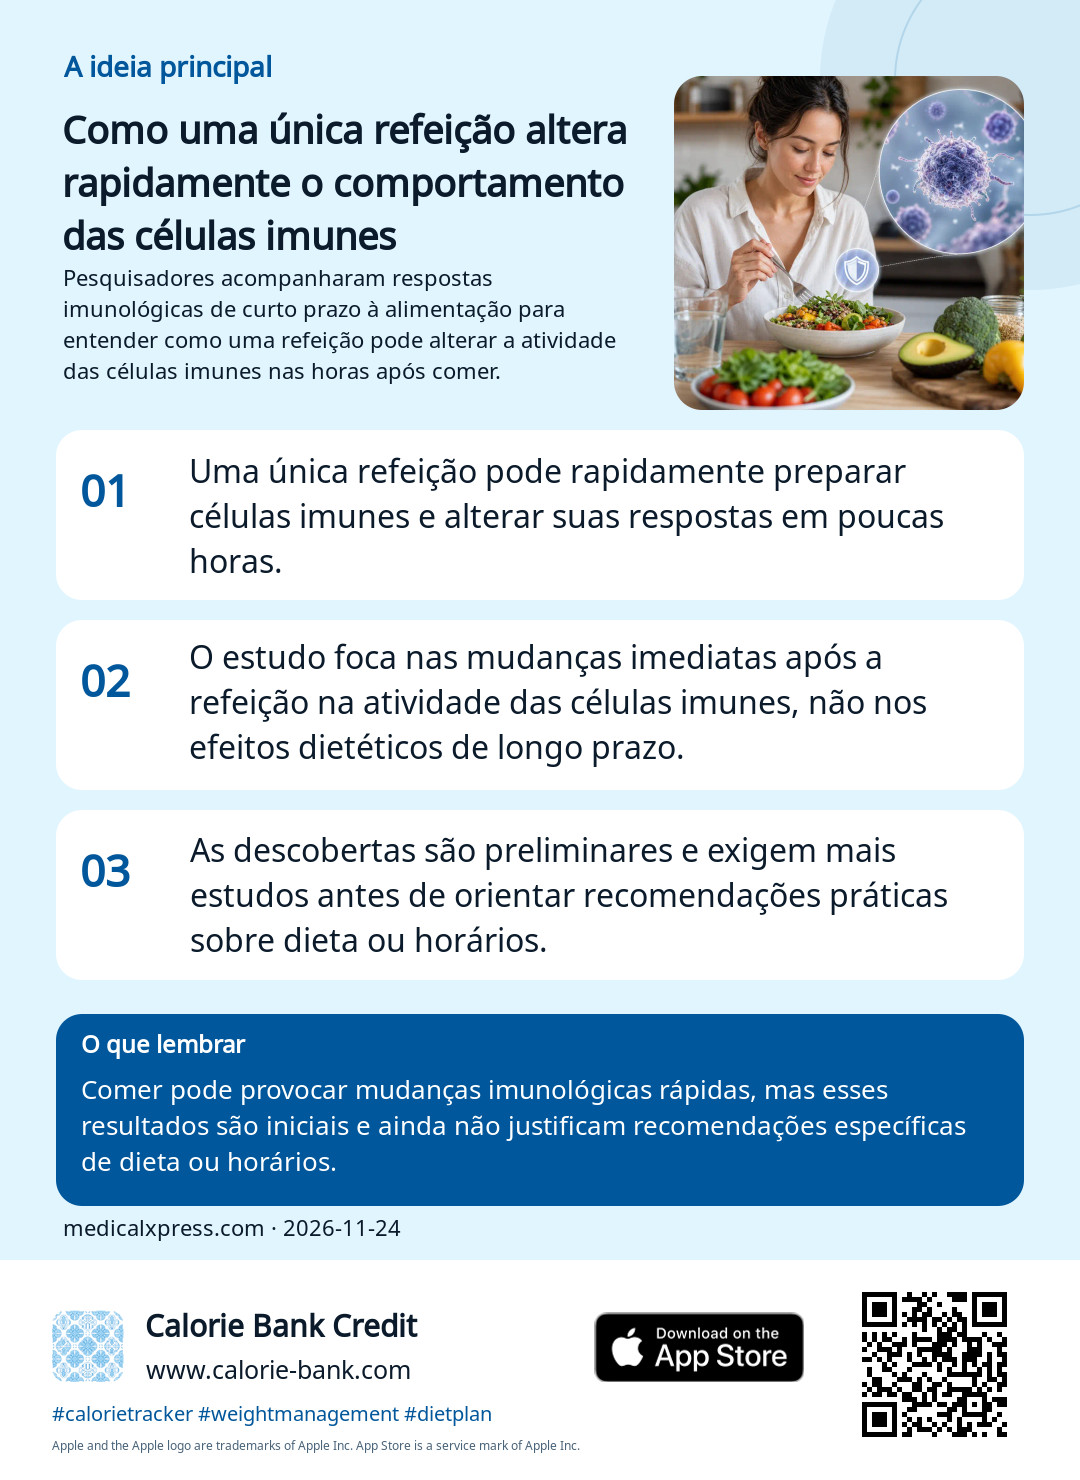 A ideia principal
Como uma única refeição altera
rapidamente o comportamento
das células imunes
Pesquisadores acompanharam respostas
imunológicas de curto prazo à alimentação para
entender como uma refeição pode alterar a atividade
das células imunes nas horas após comer.
01
Uma única refeição pode rapidamente preparar
células imunes e alterar suas respostas em poucas
horas.
02
O estudo foca nas mudanças imediatas após a
refeição na atividade das células imunes, não nos
efeitos dietéticos de longo prazo.
03
As descobertas são preliminares e exigem mais
estudos antes de orientar recomendações práticas
sobre dieta ou horários.
O que lembrar
Comer pode provocar mudanças imunológicas rápidas, mas esses
resultados são iniciais e ainda não justificam recomendações específicas
de dieta ou horários.
medicalxpress.com · 2026-11-24
Calorie Bank Credit
www.calorie-bank.com
Download on the
App Store
#calorietracker #weightmanagement #dietplan
Apple and the Apple logo are trademarks of Apple Inc. App Store is a service mark of Apple Inc.